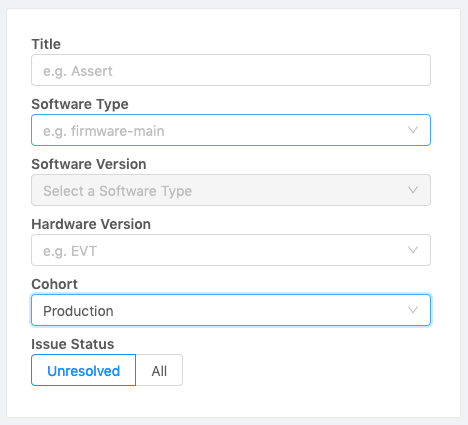 Title
e.g. Assert
Software Type
e.g. firmware-main
Software Version
Select a Software Type
Hardware Version
e.g. EVT
Cohort
Production
Issue Status
Unresolved All